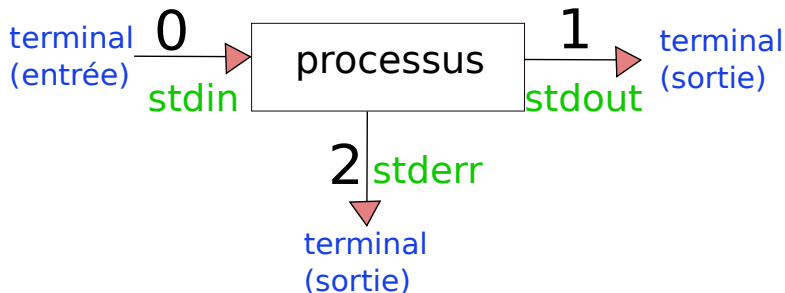 terminal
(entrée)
0
stdin
processus
1
stdout
terminal
(sortie)
2
stderr
terminal
(sortie)